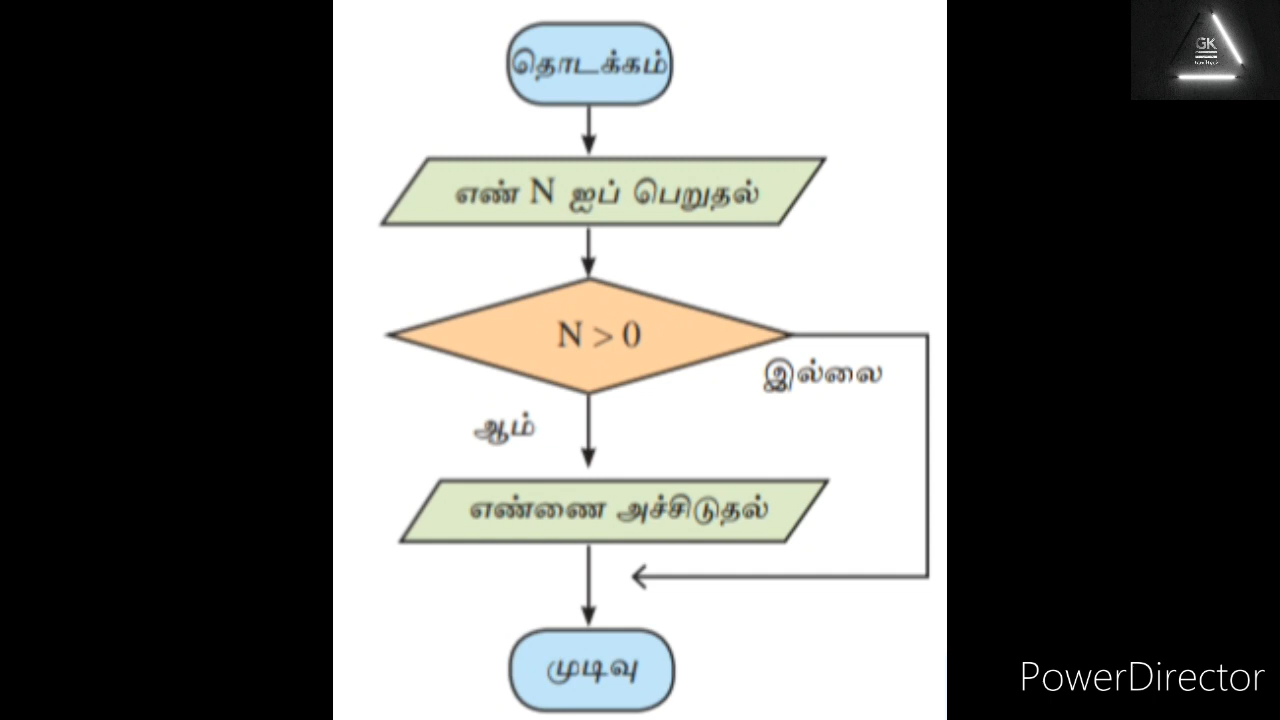 GK
தொடக்கம்
எண் N ஐப் பெறுதல்
N > 0
இல்லை
ஆம்
எண்ணை அச்சிடுதல்
முடிவு
PowerDirector